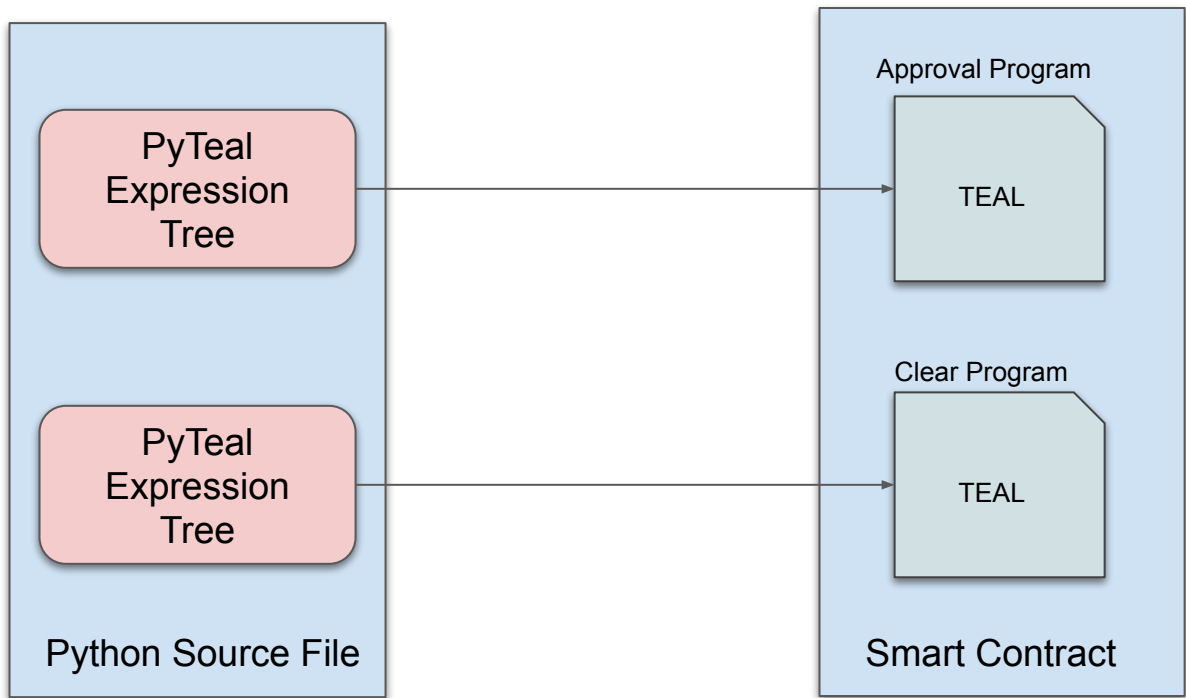 PyTeal
Expression
Tree
PyTeal
Expression
Tree
Python Source File
Approval Program
TEAL
Clear Program
TEAL
Smart Contract